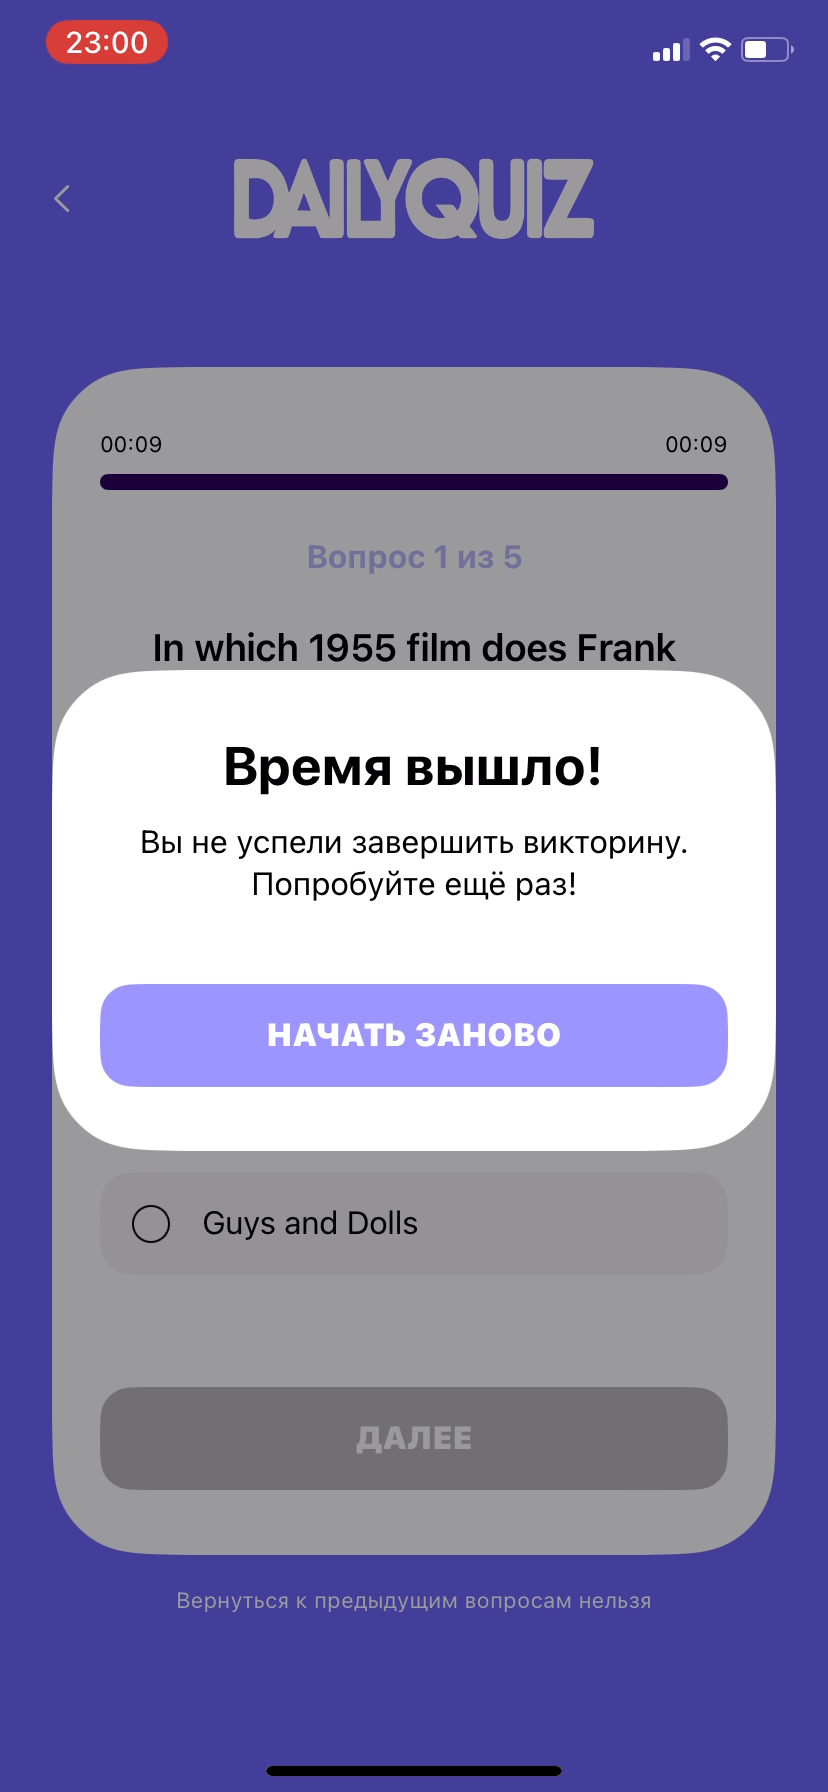 23:00
DAILYQUIZ
00:09 00:09
Вопрос 1 из 5
In which 1955 film does Frank
Время вышло!
Вы не успели завершить викторину.
Попробуйте ещё раз!
НАЧАТЬ ЗАНОВО
Guys and Dolls
ДАЛЕЕ
Вернуться к предыдущим вопросам нельзя